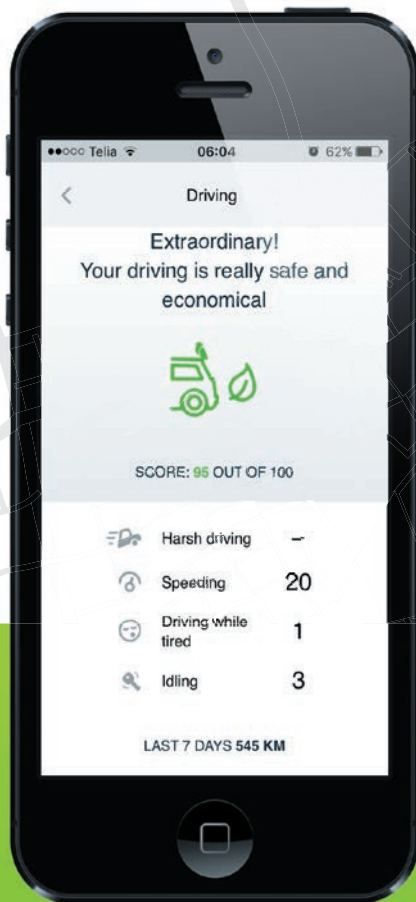 Telia 06:04 62%
Driving
Extraordinary!
Your driving is really safe and
economical
SCORE: 95 OUT OF 100
Harsh driving –
Speeding 20
Driving while
tired 1
Idling 3
LAST 7 DAYS 545 KM